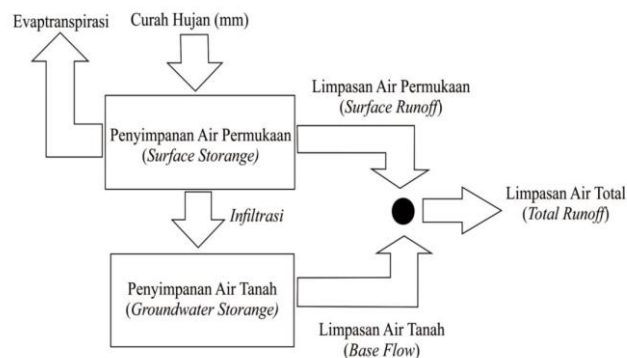 Evaptranspirasi
Curah Hujan (mm)
Limpasan Air Permukaan
(Surface Runoff)
Penyimpanan Air Permukaan
(Surface Storange)
Limpasan Air Total
(Total Runoff)
Infiltrasi
Penyimpanan Air Tanah
(Groundwater Storange)
Limpasan Air Tanah
(Base Flow)